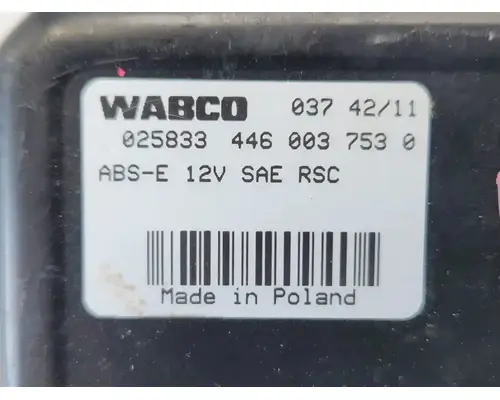 WABCO 037 42/11
025833 446 003 753 0
ABS-E 12V SAE RSC
Made in Poland